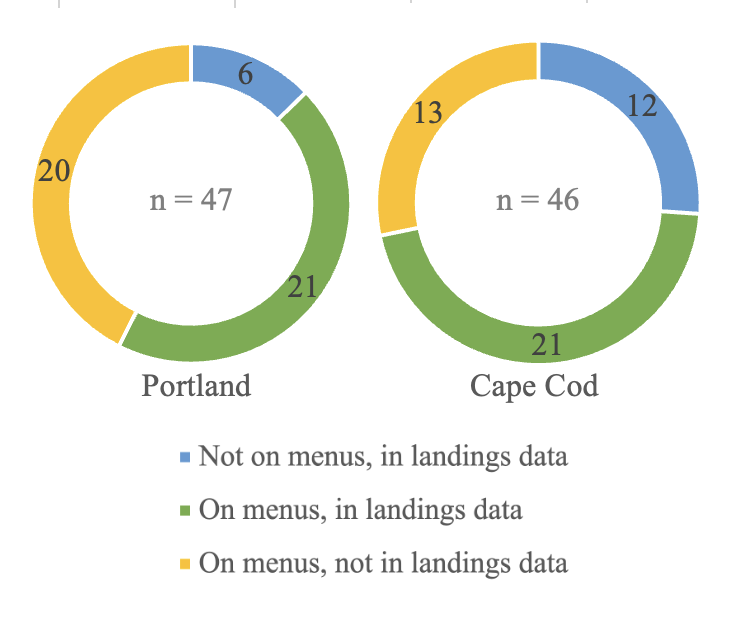 6
20
n = 47
21
Portland
12
13
n = 46
21
Cape Cod
Not on menus, in landings data
On menus, in landings data
On menus, not in landings data